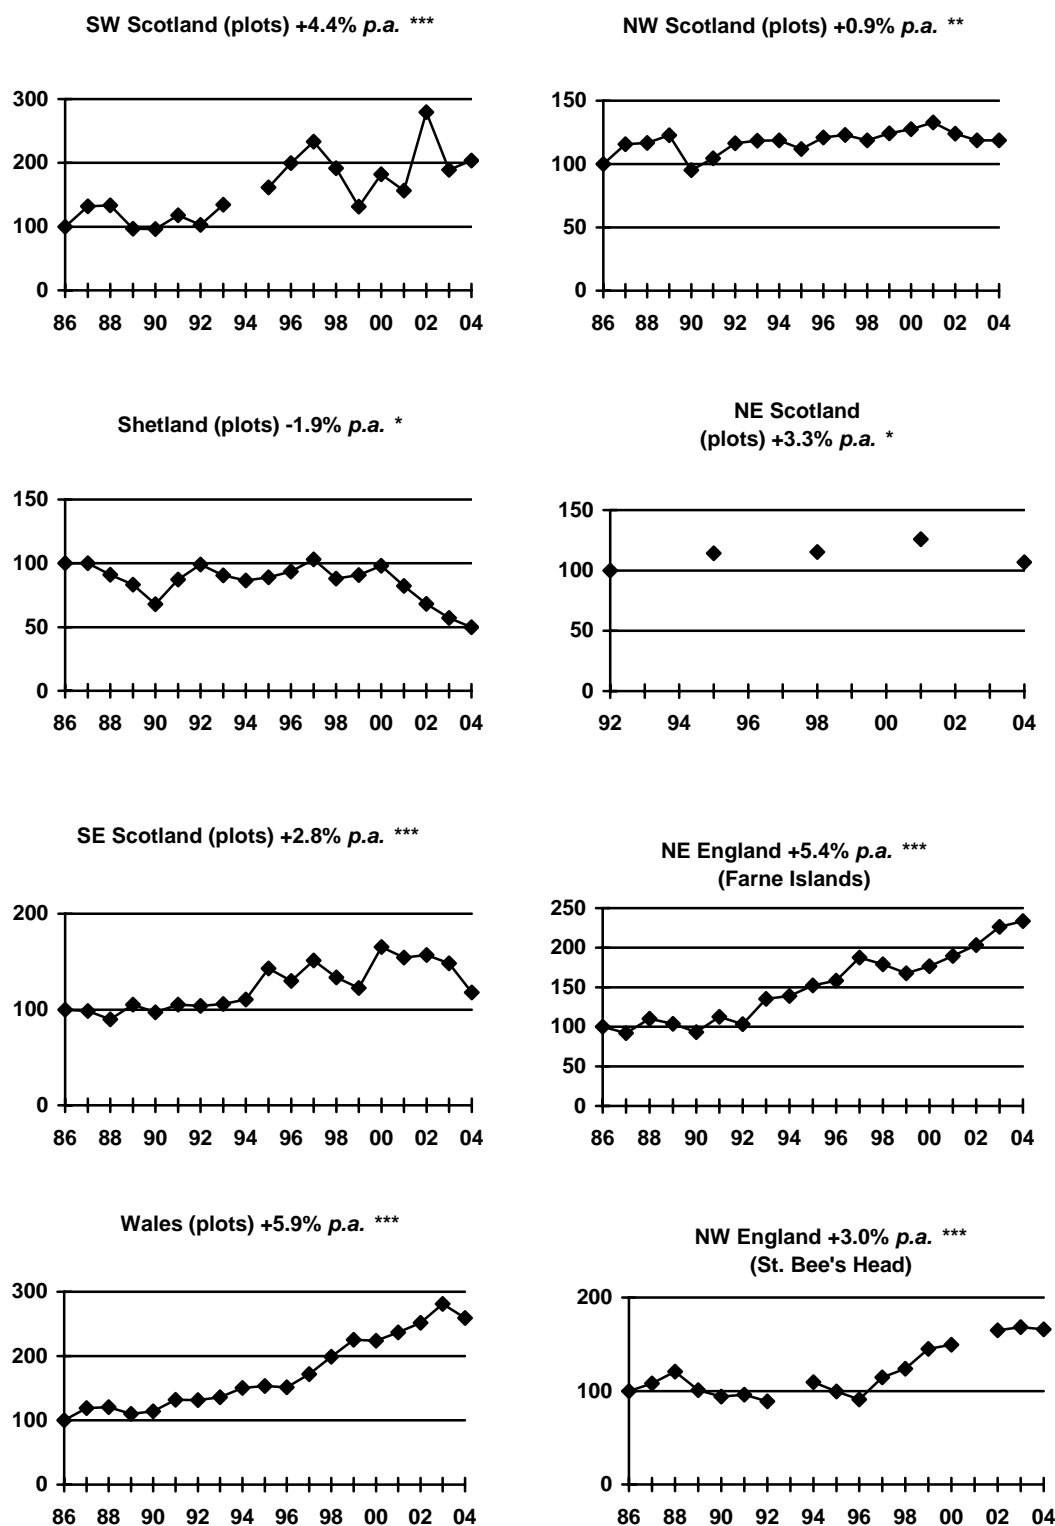 SW Scotland (plots) +4.4% p.a. ***
300
200
100
0
86 88 90 92 94 96 98 00 02 04
NW Scotland (plots) +0.9% p.a. **
150
100
50
0
86 88 90 92 94 96 98 00 02 04
Shetland (plots) -1.9% p.a. *
150
100
50
0
86 88 90 92 94 96 98 00 02 04
NE Scotland
(plots) +3.3% p.a. *
150
100
50
0
92 94 96 98 00 02 04
SE Scotland (plots) +2.8% p.a. ***
200
100
0
86 88 90 92 94 96 98 00 02 04
NE England +5.4% p.a. ***
(Farne Islands)
250
200
150
100
50
0
86 88 90 92 94 96 98 00 02 04
Wales (plots) +5.9% p.a. ***
300
200
100
0
86 88 90 92 94 96 98 00 02 04
NW England +3.0% p.a. ***
(St. Bee's Head)
200
100
0
86 88 90 92 94 96 98 00 02 04